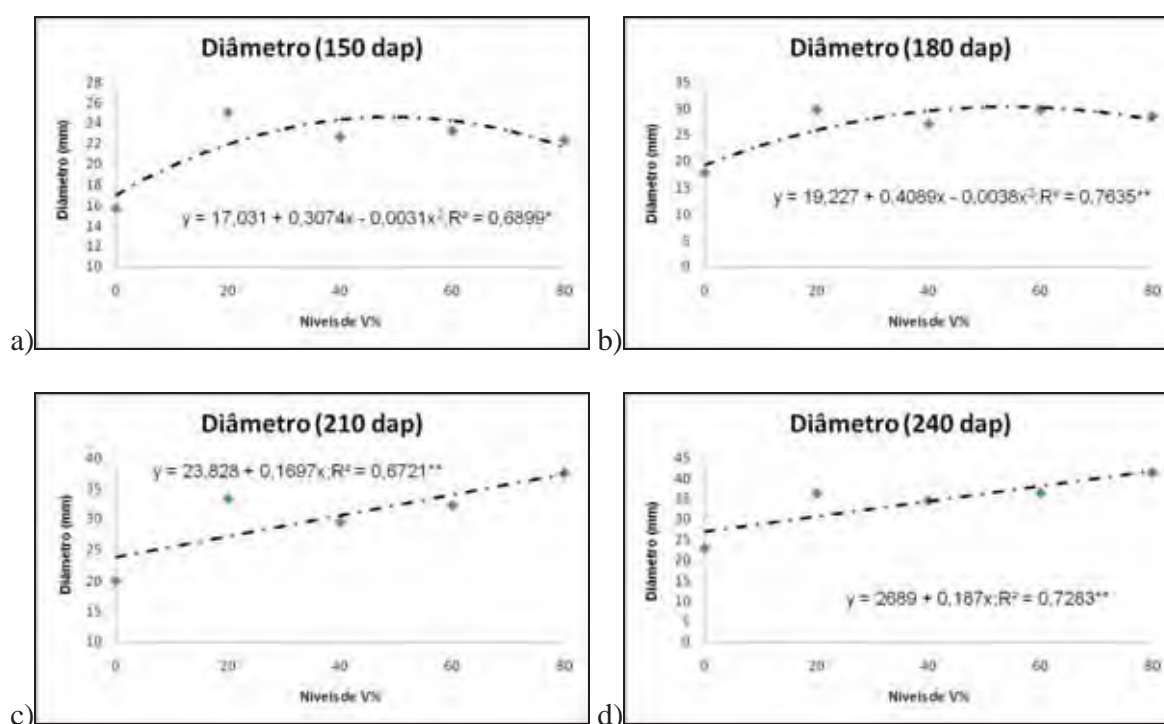 Diâmetro (150 dap)
Diâmetro (mm)
28
26
24
22
20
18
16
14
12
10
y = 17,031 + 0,3074x - 0,0031x²;R² = 0,6899*
0 20 40 60 80
Níveis de V%
a)
Diâmetro (180 dap)
Diâmetro (mm)
35
30
25
20
15
10
5
0
y = 19,227 + 0,4089x - 0,0038x²;R² = 0,7635**
0 20 40 60 80
Níveis de V%
b)
Diâmetro (210 dap)
Diâmetro (mm)
40
35
30
25
20
15
10
y = 23,828 + 0,1697x;R² = 0,6721**
0 20 40 60 80
Níveis de V%
c)
Diâmetro (240 dap)
Diâmetro (mm)
45
40
35
30
25
20
15
10
5
0
y = 2689 + 0,187x;R² = 0,7283**
0 20 40 60 80
Níveis de V%
d)